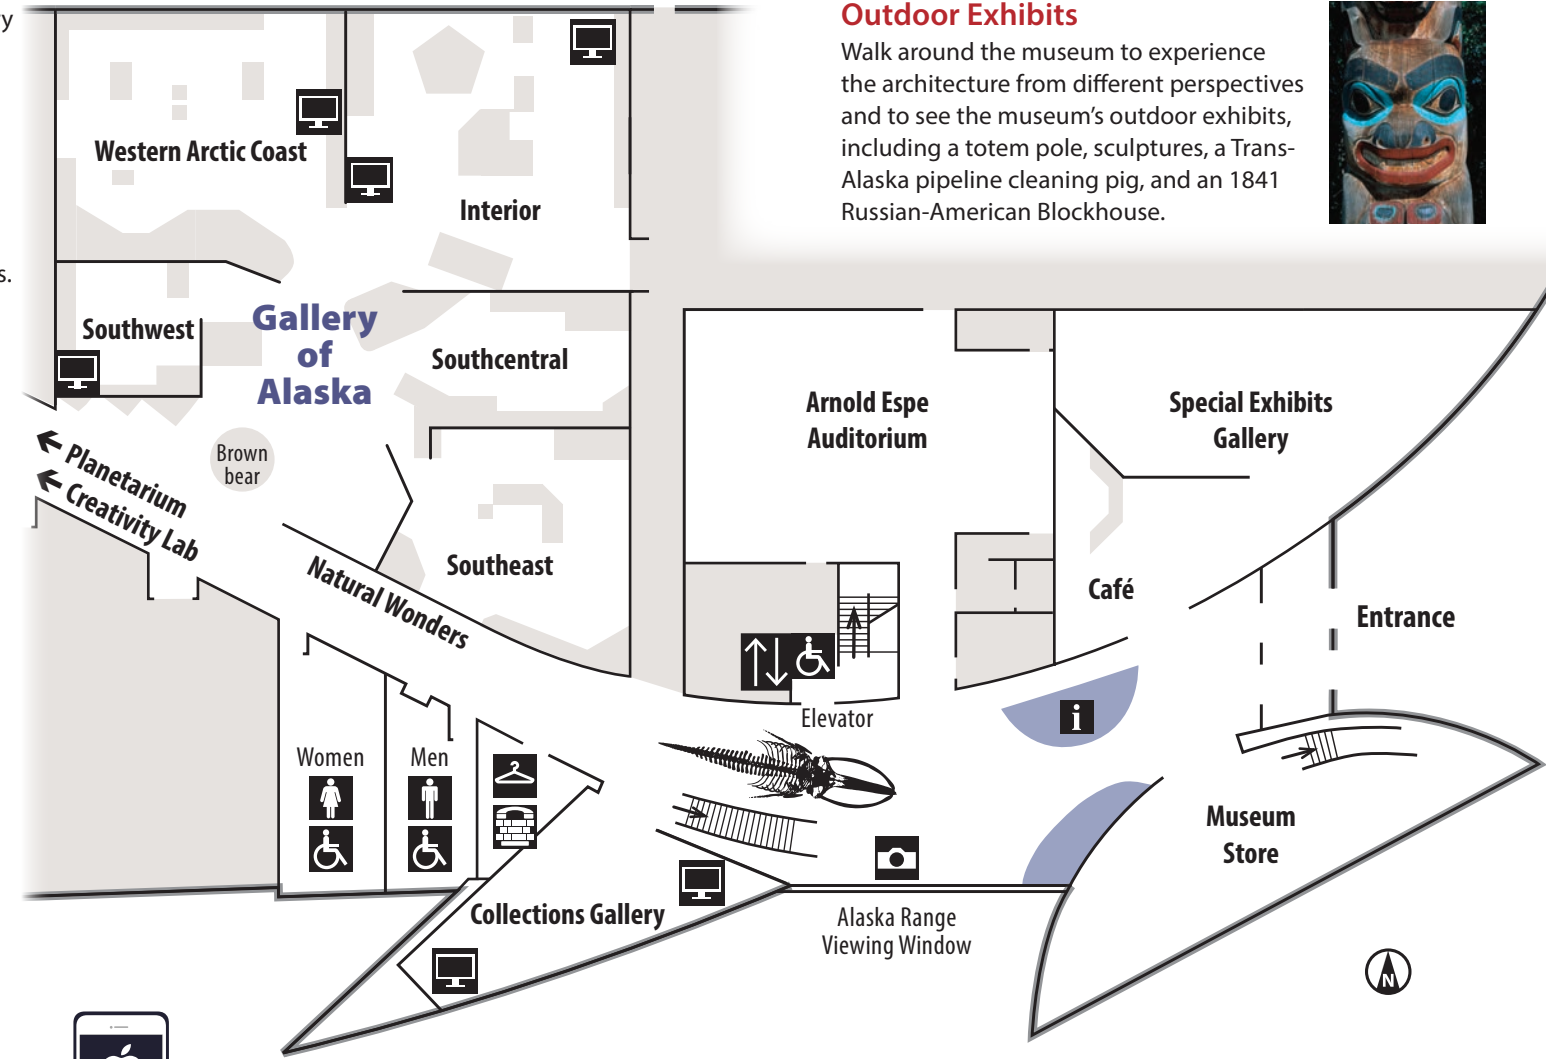 y
s.
Outdoor Exhibits
Walk around the museum to experience
the architecture from different perspectives
and to see the museum's outdoor exhibits,
including a totem pole, sculptures, a Trans-
Alaska pipeline cleaning pig, and an 1841
Russian-American Blockhouse.
Western Arctic Coast
Interior
Southwest
Gallery
of
Alaska
Southcentral
Brown
bear
Planetarium
Creativity Lab
Natural Wonders
Southeast
Arnold Espe
Auditorium
Special Exhibits
Gallery
Café
Entrance
Elevator
i
Women
Men
Museum
Store
Collections Gallery
Alaska Range
Viewing Window
N